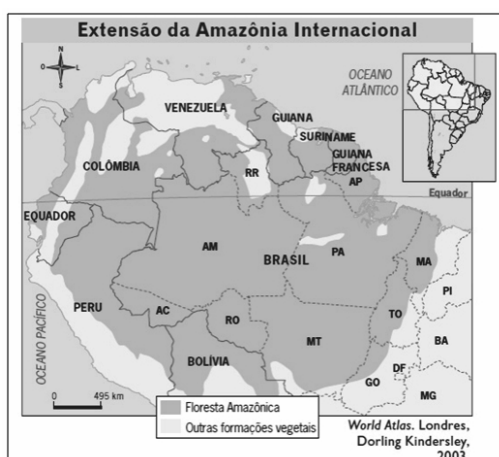 Extensão da Amazônia Internacional
N
O
L
S
OCEANO
ATLÂNTICO
VENEZUELA
GUIANA
SURINAME
GUIANA
FRANCESA
COLÔMBIA
RR
AP
Equador
EQUADOR
AM
BRASIL
PA
MA
PI
OCEANO PACÍFICO
PERU
AC
RO
TO
MT
BA
BOLÍVIA
GO
DF
MG
0 495 km
Floresta Amazônica
Outras formações vegetais
World Atlas. Londres,
Dorling Kindersley,
2003.